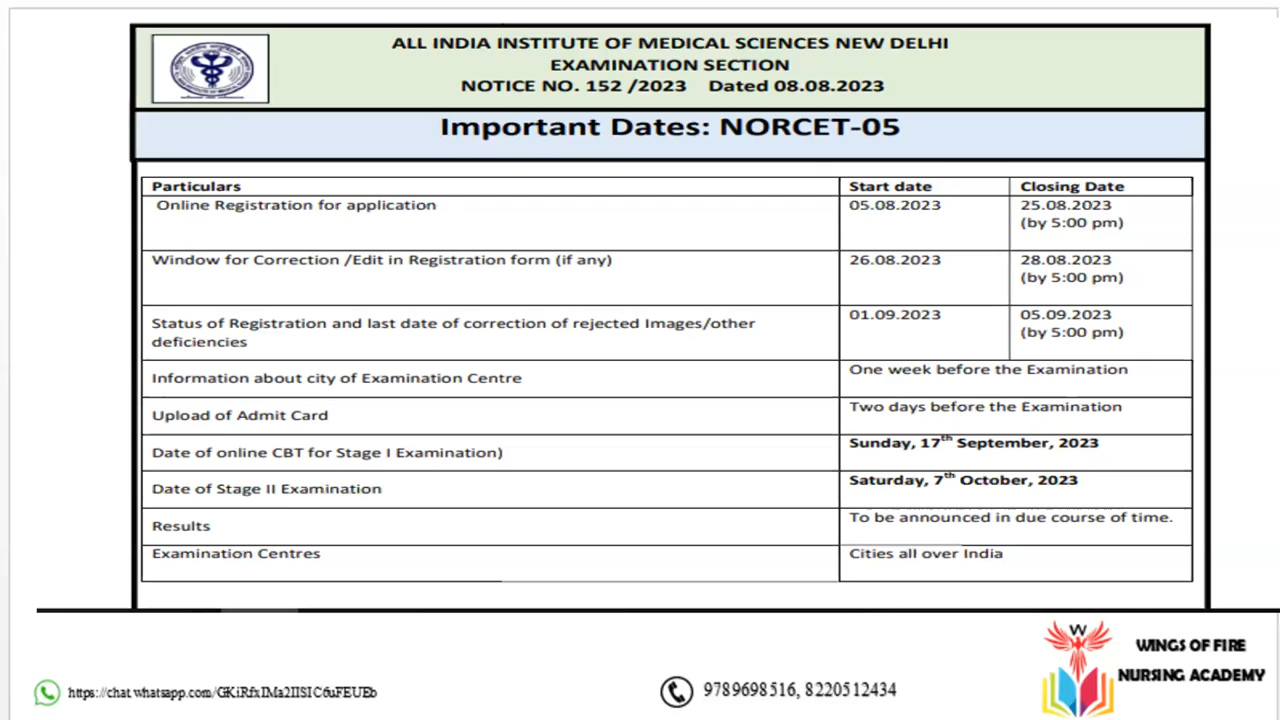 ALL INDIA INSTITUTE OF MEDICAL SCIENCES NEW DELHI
EXAMINATION SECTION
NOTICE NO. 152 /2023 Dated 08.08.2023
Important Dates: NORCET-05
Particulars Start date Closing Date
Online Registration for application 05.08.2023 25.08.2023
(by 5:00 pm)
Window for Correction /Edit in Registration form (if any) 26.08.2023 28.08.2023
(by 5:00 pm)
Status of Registration and last date of correction of rejected Images/other 01.09.2023 05.09.2023
deficiencies (by 5:00 pm)
Information about city of Examination Centre One week before the Examination
Upload of Admit Card Two days before the Examination
Date of online CBT for Stage I Examination) Sunday, 17th September, 2023
Date of Stage II Examination Saturday, 7th October, 2023
Results To be announced in due course of time.
Examination Centres Cities all over India
W
WINGS OF FIRE
NURSING ACADEMY
9789698516, 8220512434